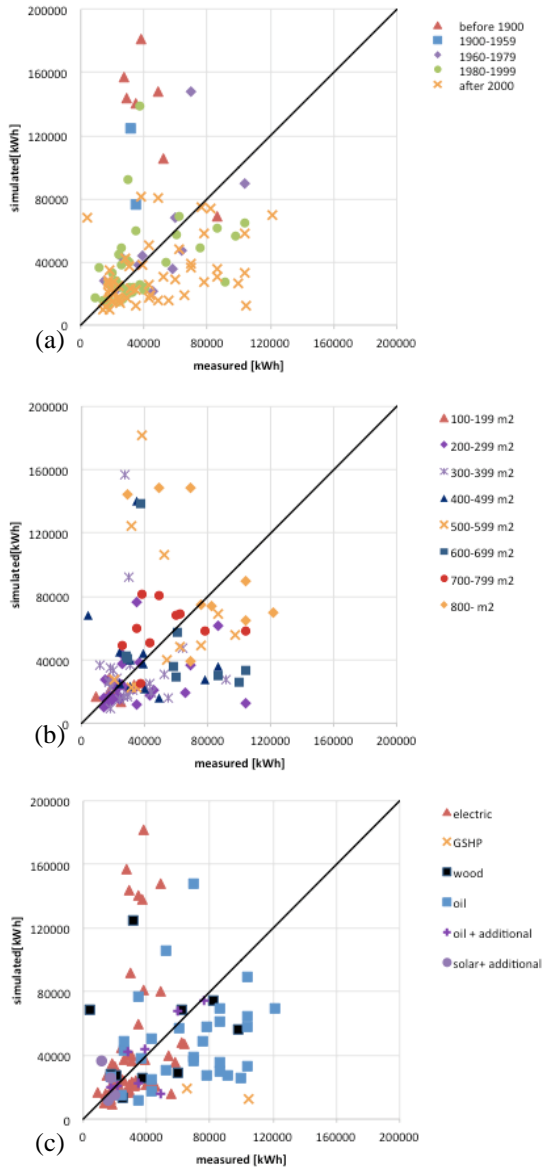 200000
160000
120000
80000
40000
0
simulated[kWh]
0 40000 80000 120000 160000 200000
measured [kWh]
before 1900
1900-1959
1960-1979
1980-1999
after 2000
(a)
200000
160000
120000
80000
40000
0
simulated[kWh]
0 40000 80000 120000 160000 200000
measured [kWh]
100-199 m2
200-299 m2
300-399 m2
400-499 m2
500-599 m2
600-699 m2
700-799 m2
800- m2
(b)
200000
160000
120000
80000
40000
0
simulated[kWh]
0 40000 80000 120000 160000 200000
measured [kWh]
electric
GSHP
wood
oil
oil + additional
solar+ additional
(c)